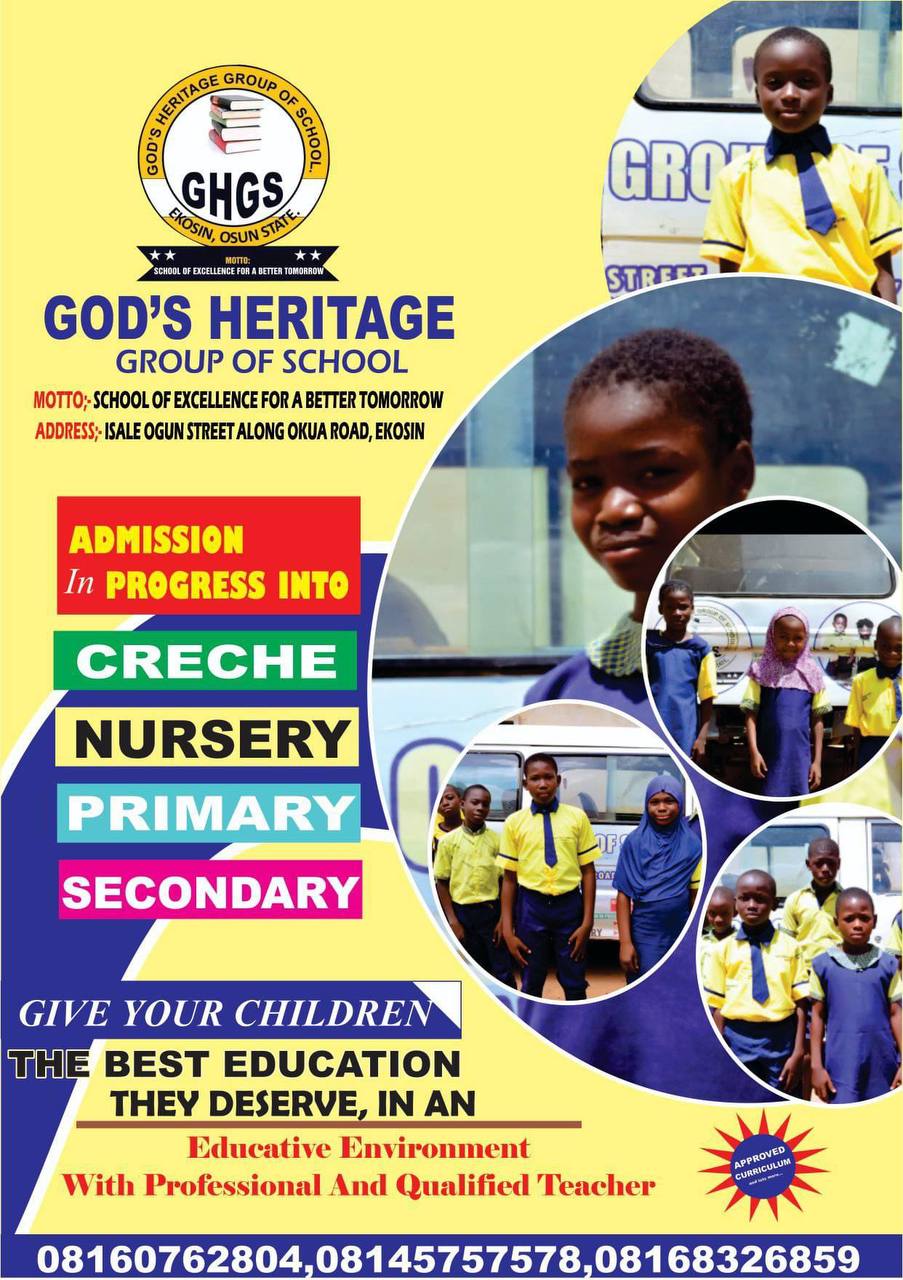 GOD'S HERITAGE GROUP OF SCHOOL.
GHGS
EKOSIN, OSUN STATE.
MOTTO:
SCHOOL OF EXCELLENCE FOR A BETTER TOMORROW
GOD'S HERITAGE
GROUP OF SCHOOL
MOTTO;- SCHOOL OF EXCELLENCE FOR A BETTER TOMORROW
ADDRESS;- ISALE OGUN STREET ALONG OKUA ROAD, EKOSIN
STREET
ADMISSION
In PROGRESS INTO
CRECHE
NURSERY
PRIMARY
SECONDARY
GIVE YOUR CHILDREN
THE BEST EDUCATION
THEY DESERVE, IN AN
Educative Environment
With Professional And Qualified Teacher
APPROVED
CURRICULUM
08160762804,08145757578,08168326859